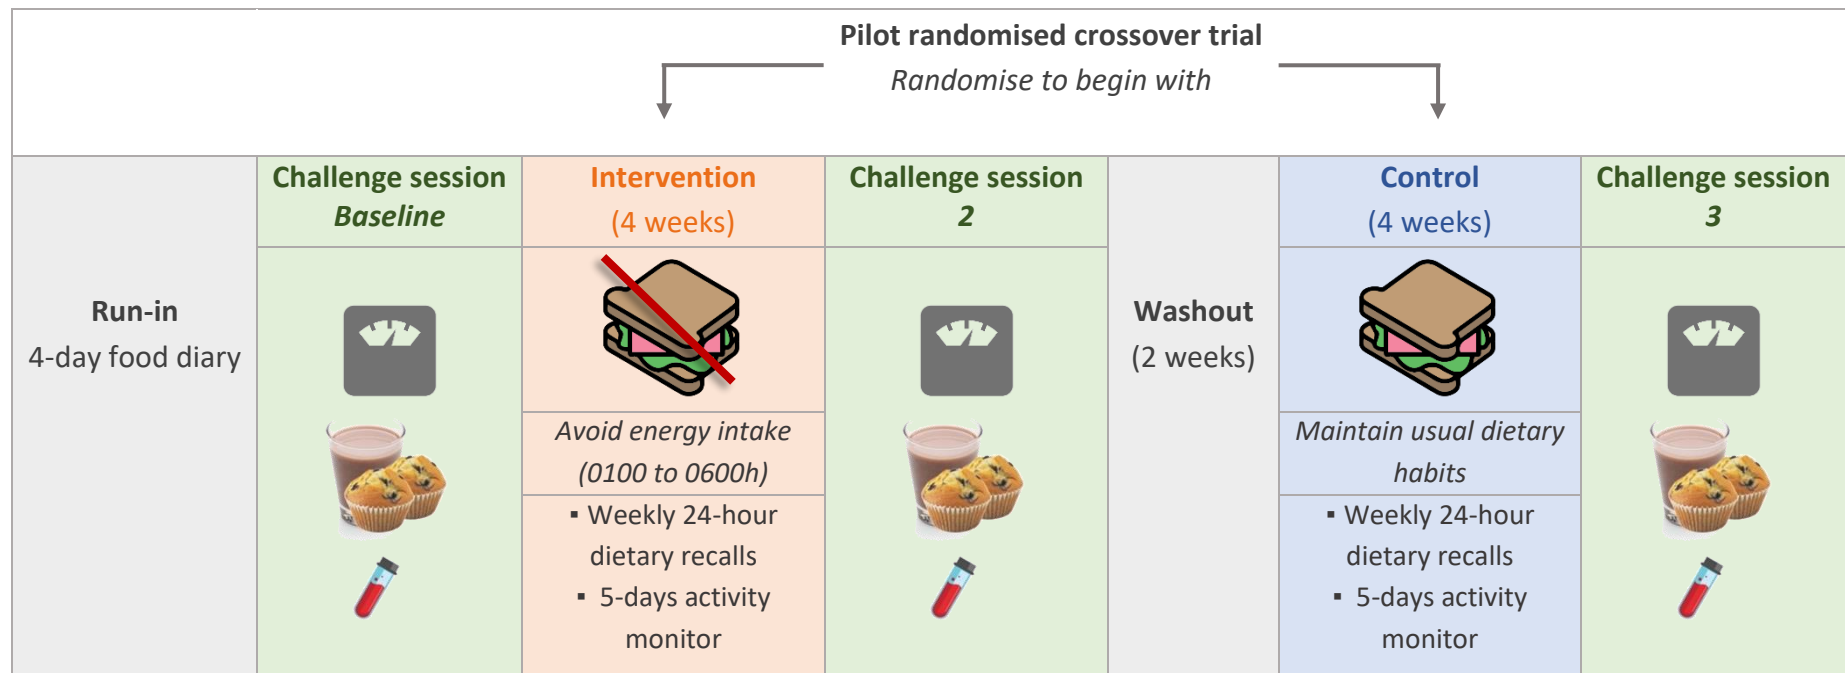 Pilot randomised crossover trial
Randomise to begin with
Run-in
4-day food diary
Challenge session
Baseline
Intervention
(4 weeks)
Avoid energy intake
(0100 to 0600h)
▪ Weekly 24-hour
dietary recalls
▪ 5-days activity
monitor
Challenge session
2
Washout
(2 weeks)
Control
(4 weeks)
Maintain usual dietary
habits
▪ Weekly 24-hour
dietary recalls
▪ 5-days activity
monitor
Challenge session
3